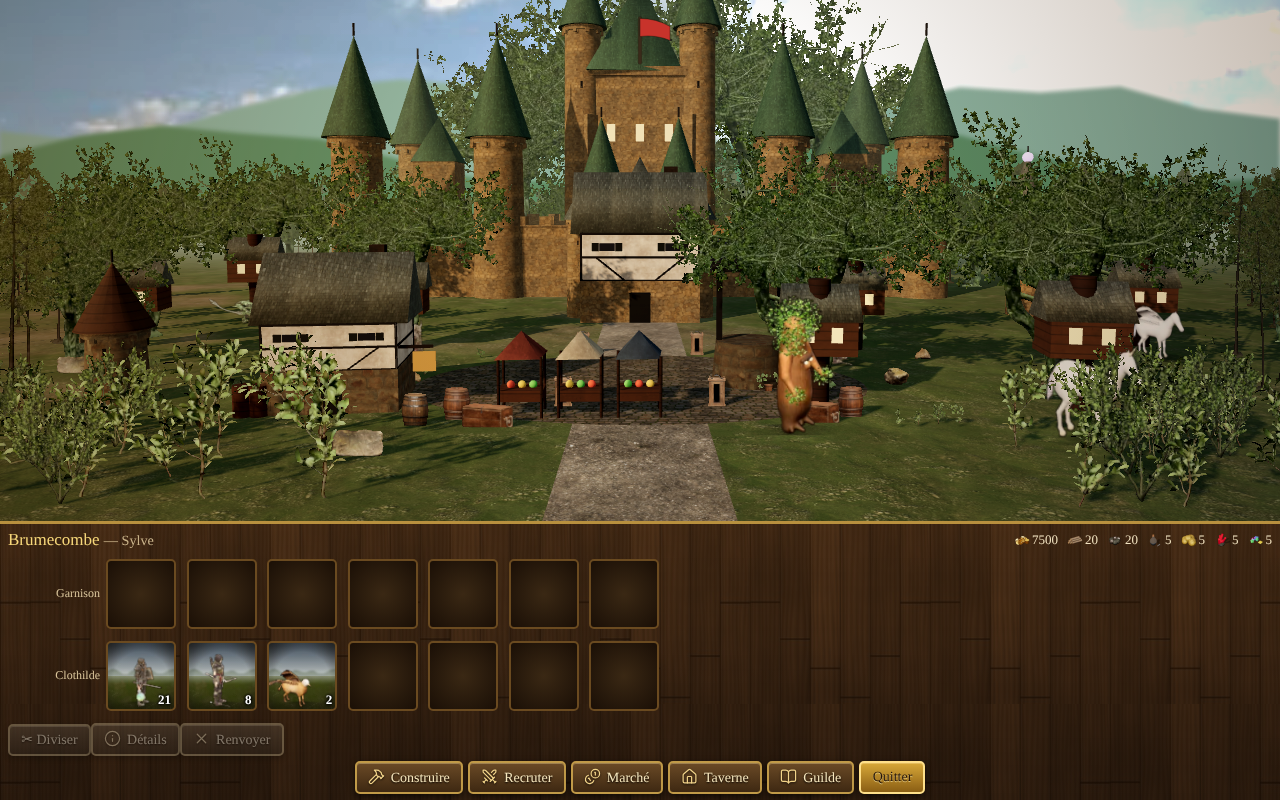 Brumecombe — Sylve
7500 20 20 5 5 5 5
Garnison
Clothilde
21 8 2
Diviser Détails Renvoyer
Construire Recruter Marché Taverne Guilde Quitter